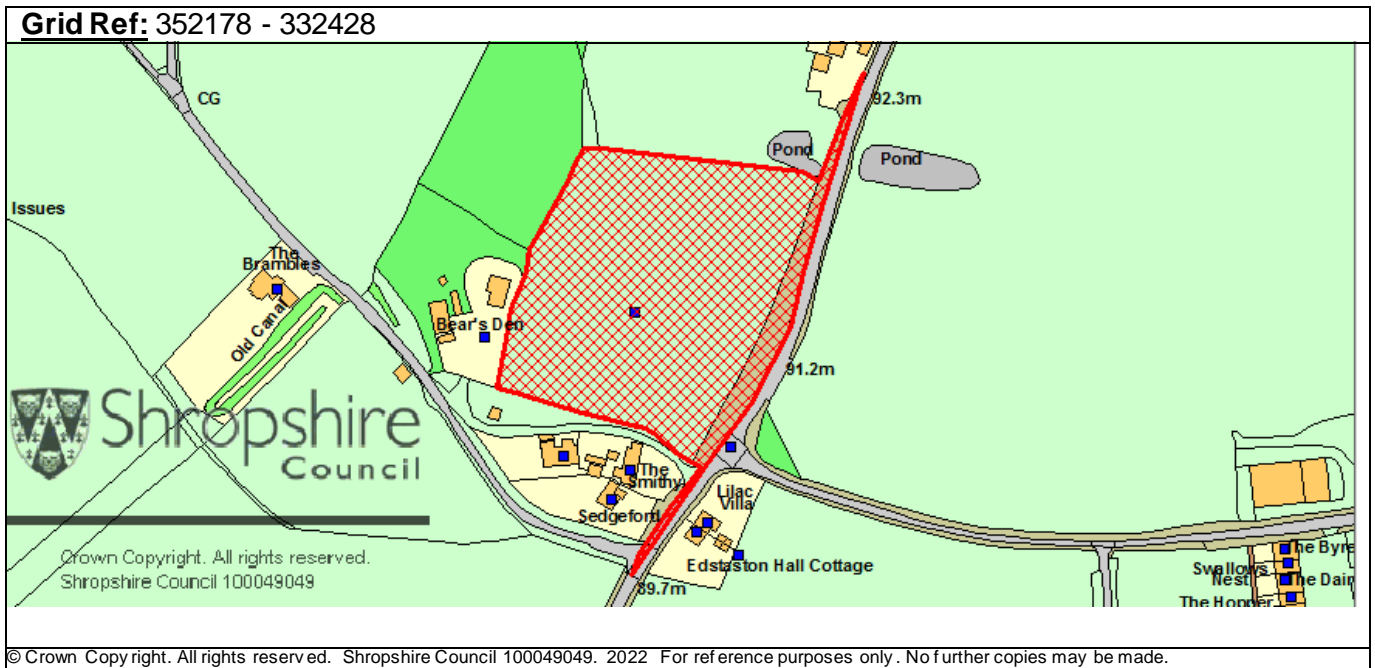 Grid Ref: 352178 - 332428
CG
92.3m
Pond
Pond
Issues
The
Brambles
Old Canal
Bear's Den
91.2m
Shropshire
Council
The
Smithy
Sedgeford
Lilac
Villa
Edstaston Hall Cottage
89.7m
The Byre
Swallows
Nest
The Dair
The Hopper
Crown Copyright. All rights reserved.
Shropshire Council 100049049
© Crown Copyright. All rights reserved. Shropshire Council 100049049. 2022 For reference purposes only. No further copies may be made.